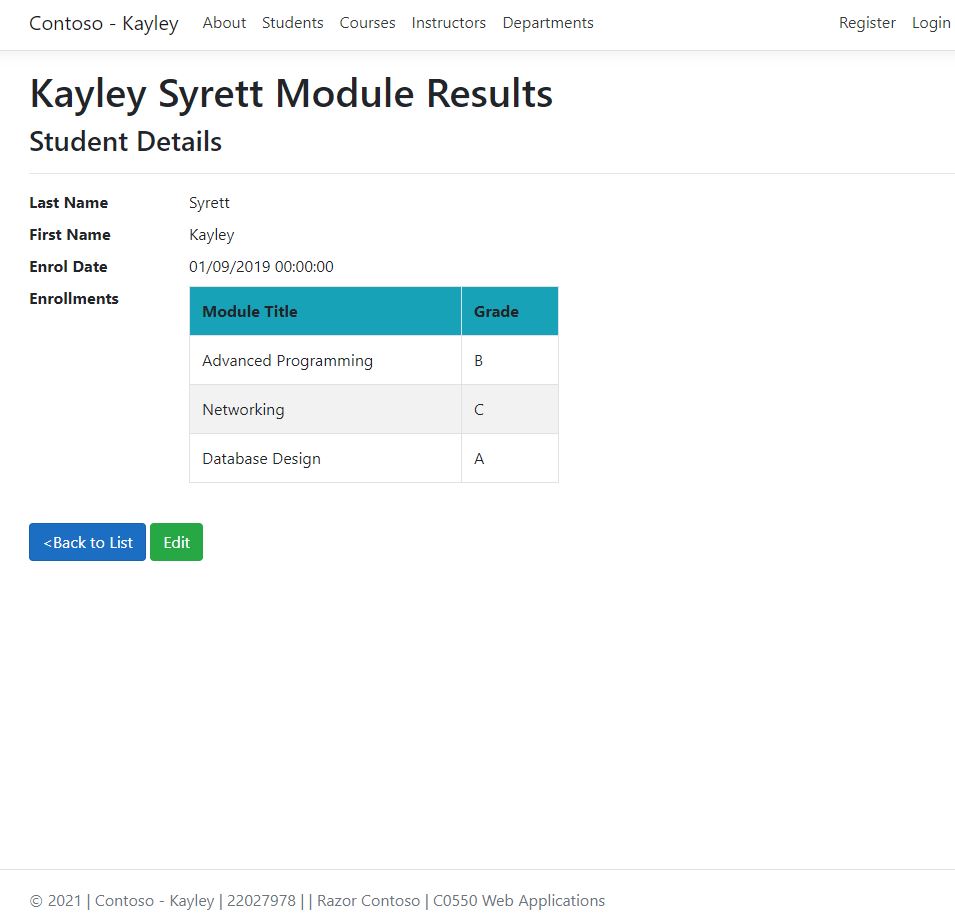 Contoso - Kayley About Students Courses Instructors Departments Register Login
Kayley Syrett Module Results
Student Details
Last Name Syrett
First Name Kayley
Enrol Date 01/09/2019 00:00:00
Enrollments
Module Title Grade
Advanced Programming B
Networking C
Database Design A
<Back to List Edit
© 2021 | Contoso - Kayley | 22027978 | | Razor Contoso | C0550 Web Applications